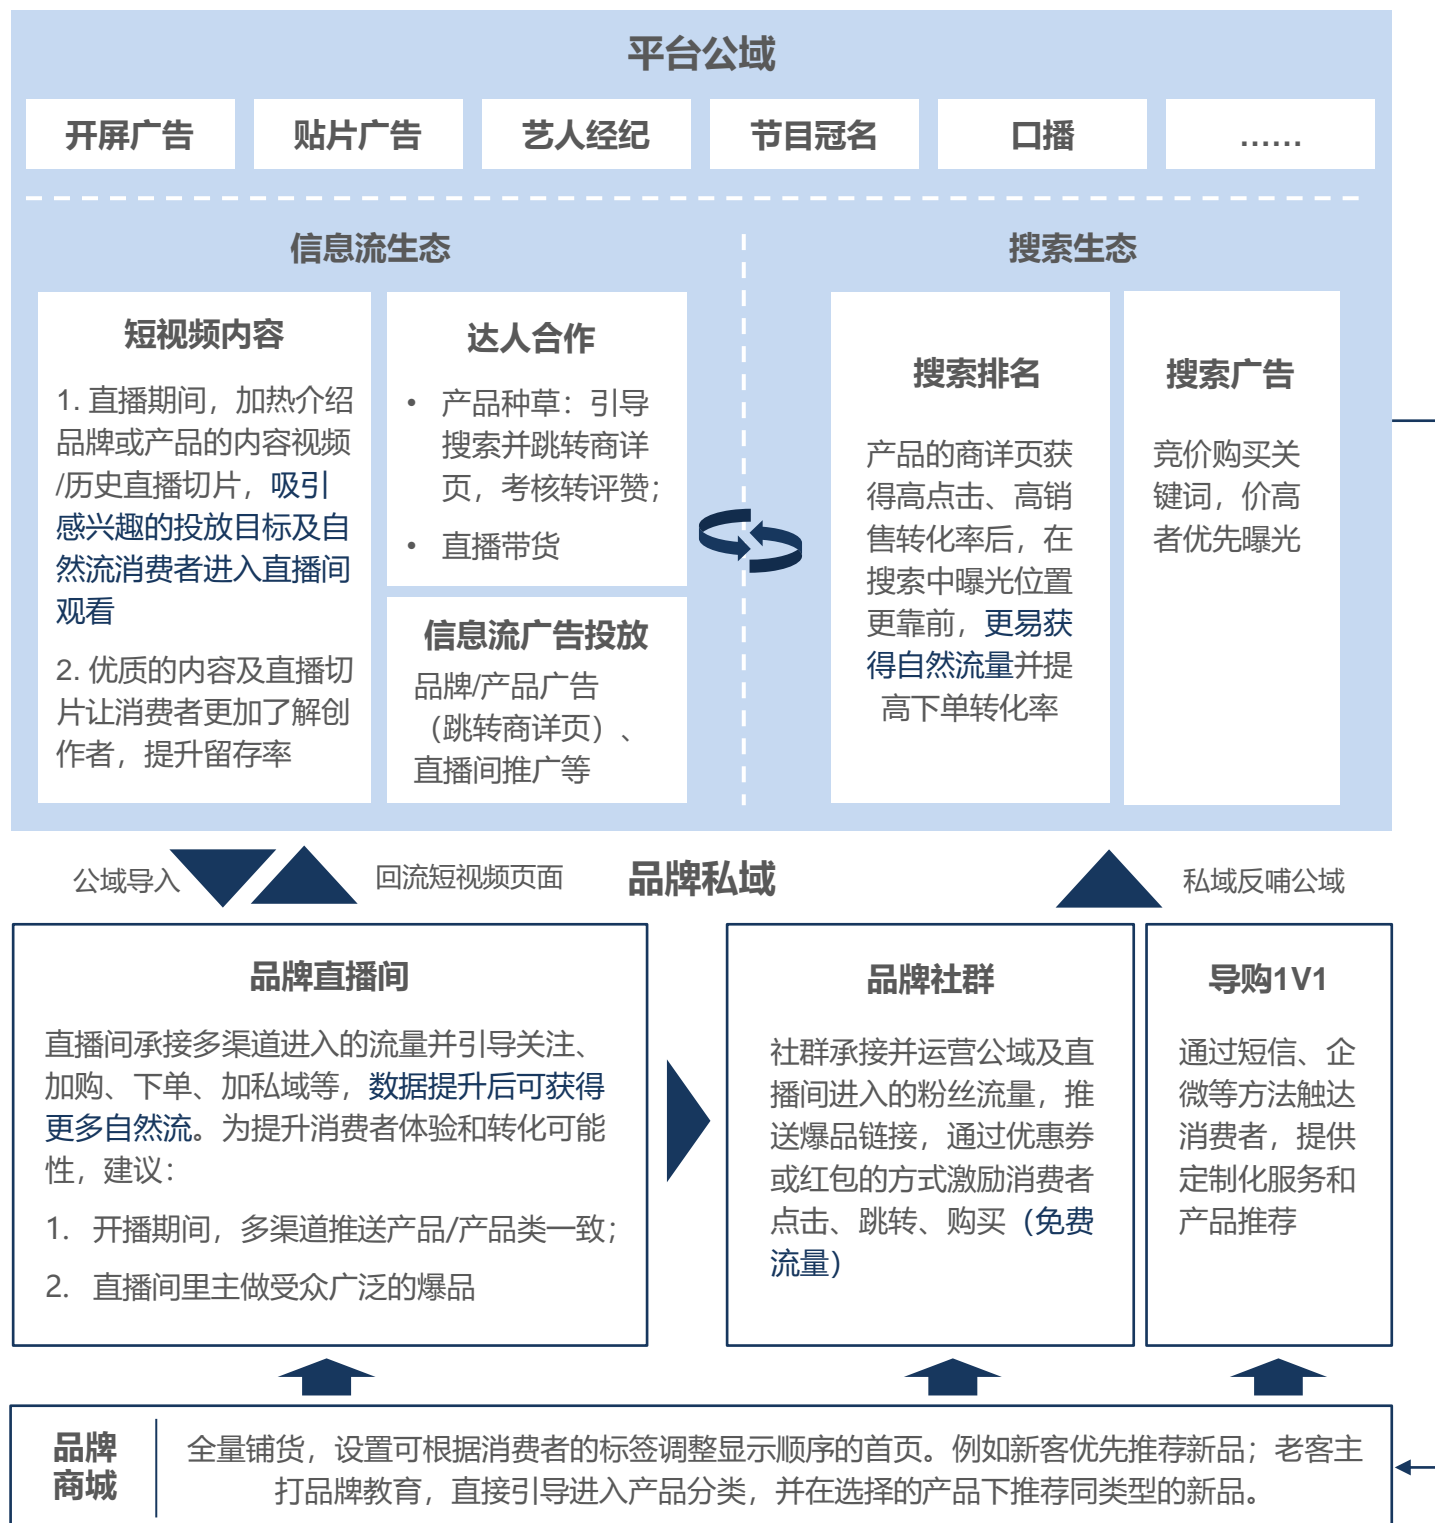 平台公域
开屏广告
贴片广告
艺人经纪
节目冠名
口播
……
信息流生态
搜索生态
短视频内容
1. 直播期间，加热介绍
品牌或产品的内容视频
/历史直播切片，吸引
感兴趣的投放目标及自
然流消费者进入直播间
观看
2. 优质的内容及直播切
片让消费者更加了解创
作者，提升留存率
达人合作
• 产品种草：引导
搜索并跳转商详
页，考核转评赞；
• 直播带货
信息流广告投放
品牌/产品广告
（跳转商详页）、
直播间推广等
搜索排名
产品的商详页获
得高点击、高销
售转化率后，在
搜索中曝光位置
更靠前，更易获
得自然流量并提
高下单转化率
搜索广告
竞价购买关
键词，价高
者优先曝光
公域导入
回流短视频页面
品牌私域
私域反哺公域
品牌直播间
直播间承接多渠道进入的流量并引导关注、
加购、下单、加私域等，数据提升后可获得
更多自然流。为提升消费者体验和转化可能
性，建议：
1. 开播期间，多渠道推送产品/产品类一致；
2. 直播间里主做受众广泛的爆品
品牌社群
社群承接并运营公域及直
播间进入的粉丝流量，推
送爆品链接，通过优惠券
或红包的方式激励消费者
点击、跳转、购买（免费
流量）
导购1V1
通过短信、企
微等方法触达
消费者，提供
定制化服务和
产品推荐
品牌
商城
全量铺货，设置可根据消费者的标签调整显示顺序的首页。例如新客优先推荐新品；老客主
打品牌教育，直接引导进入产品分类，并在选择的产品下推荐同类型的新品。